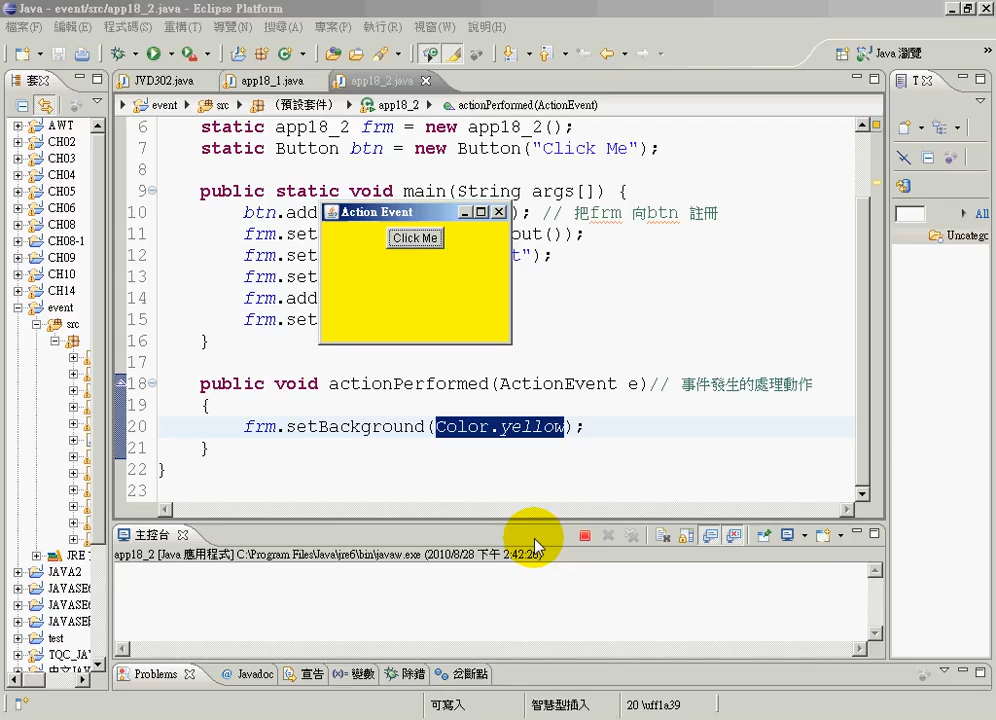 Java - event/src/app18_2.java - Eclipse Platform
檔案(F) 編輯(E) 程式碼(S) 重構(T) 導覽(N) 搜尋(A) 專案(P) 執行(R) 視窗(W) 說明(H)
Java 瀏覽
套 JVD302.java app18_1.java app18_2.java T
event src (預設套件) app18_2 actionPerformed(ActionEvent)
AWT
CH02
CH03
CH04
CH05
CH06
CH08
CH08-1
CH09
CH10
CH14
event
src
JRE
JAVA2
JAVASE6
JAVASE6
JAVASE
test
TQC_JA
6 static app18_2 frm = new app18_2();
7 static Button btn = new Button("Click Me");
8
9 public static void main(String args[]) {
10 btn.add ); // 把frm 向btn 註冊
11 frm.set out());
12 frm.set t");
13 frm.set
14 frm.add
15 frm.set
16 }
17
18 public void actionPerformed(ActionEvent e)// 事件發生的處理動作
19 {
20 frm.setBackground(Color.yellow);
21 }
22 }
23
Action Event
Click Me
All
Uncatego
主控台
app18_2 [Java 應用程式] C:\Program Files\Java\jre6\bin\javaw.exe (2010/8/28 下午 2:42:26)
Problems Javadoc 宣告 (x)= 變數 除錯 岔斷點
可寫入 智慧型插入 20 \uff1a39